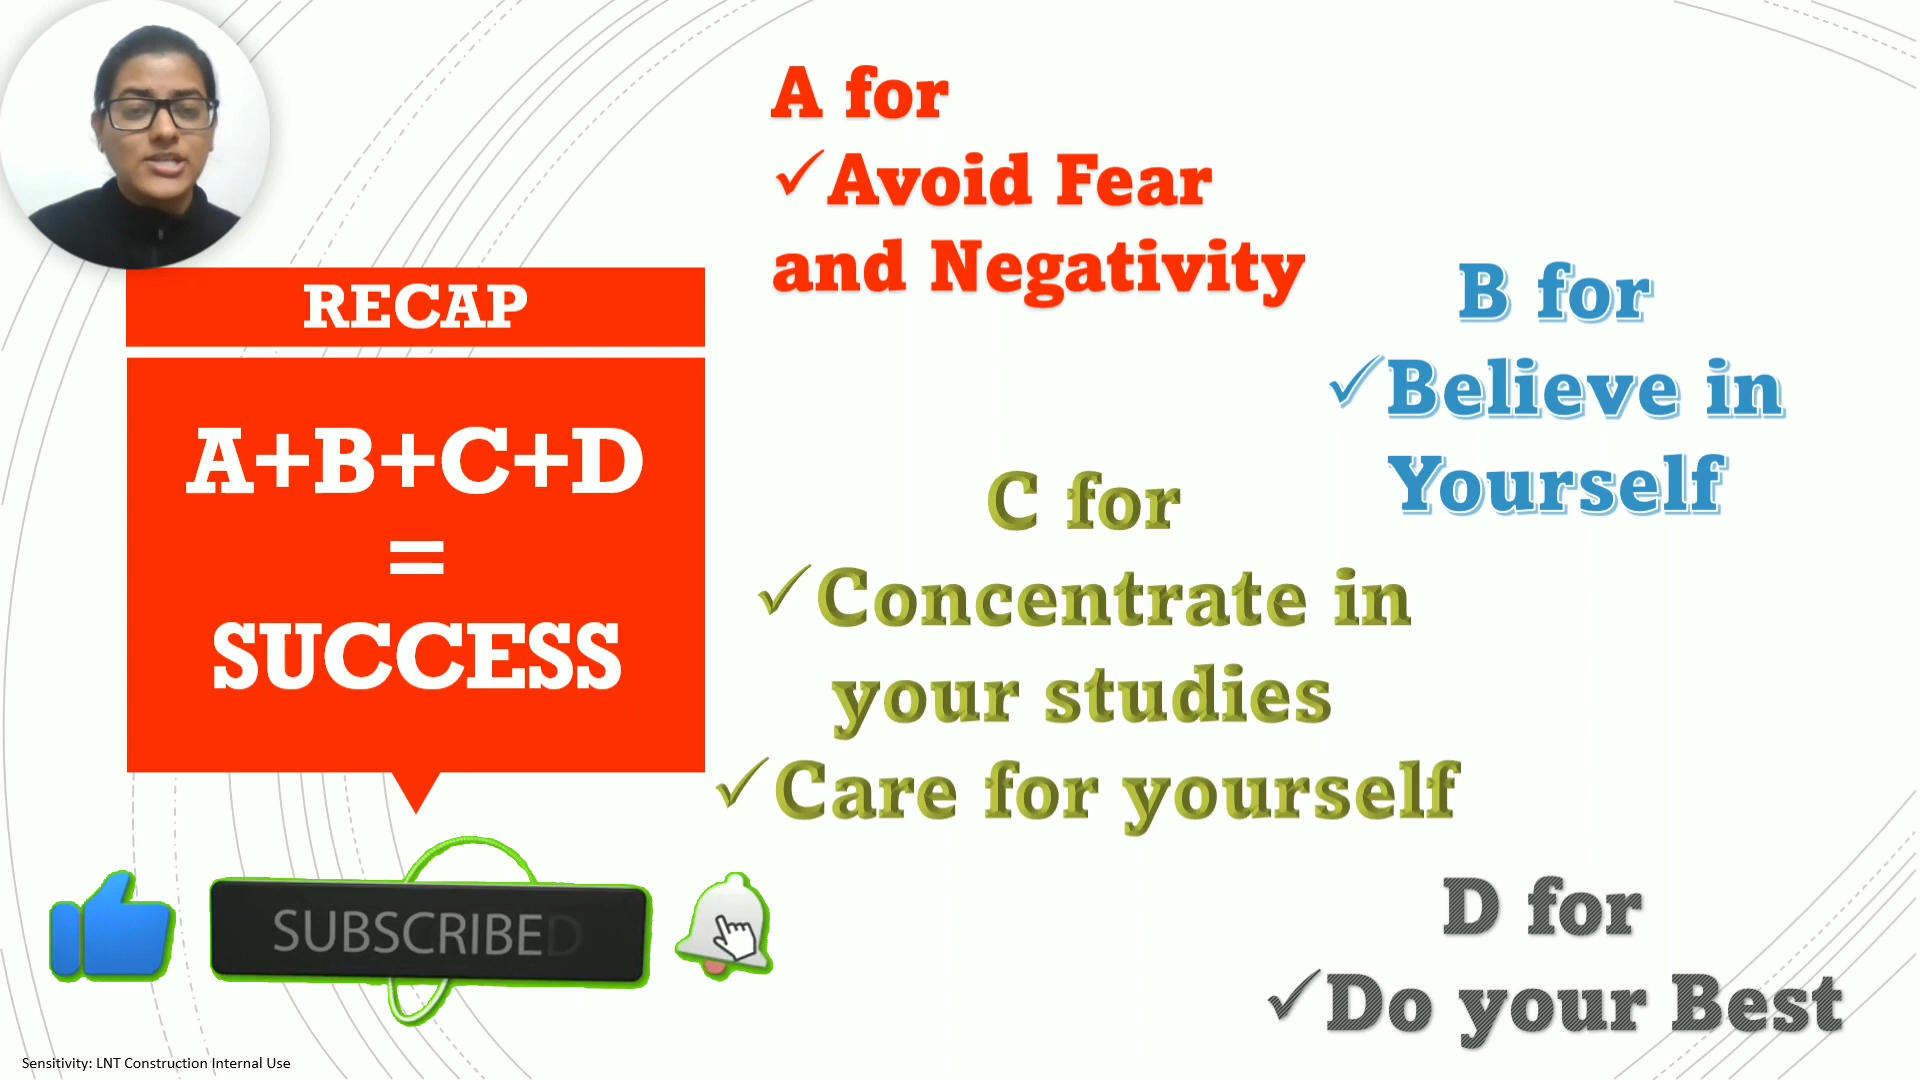 RECAP
A+B+C+D
=
SUCCESS
A for
✓Avoid Fear
and Negativity
B for
✓Believe in
Yourself
C for
✓Concentrate in
your studies
✓Care for yourself
D for
✓Do your Best
SUBSCRIBED
Sensitivity: LNT Construction Internal Use